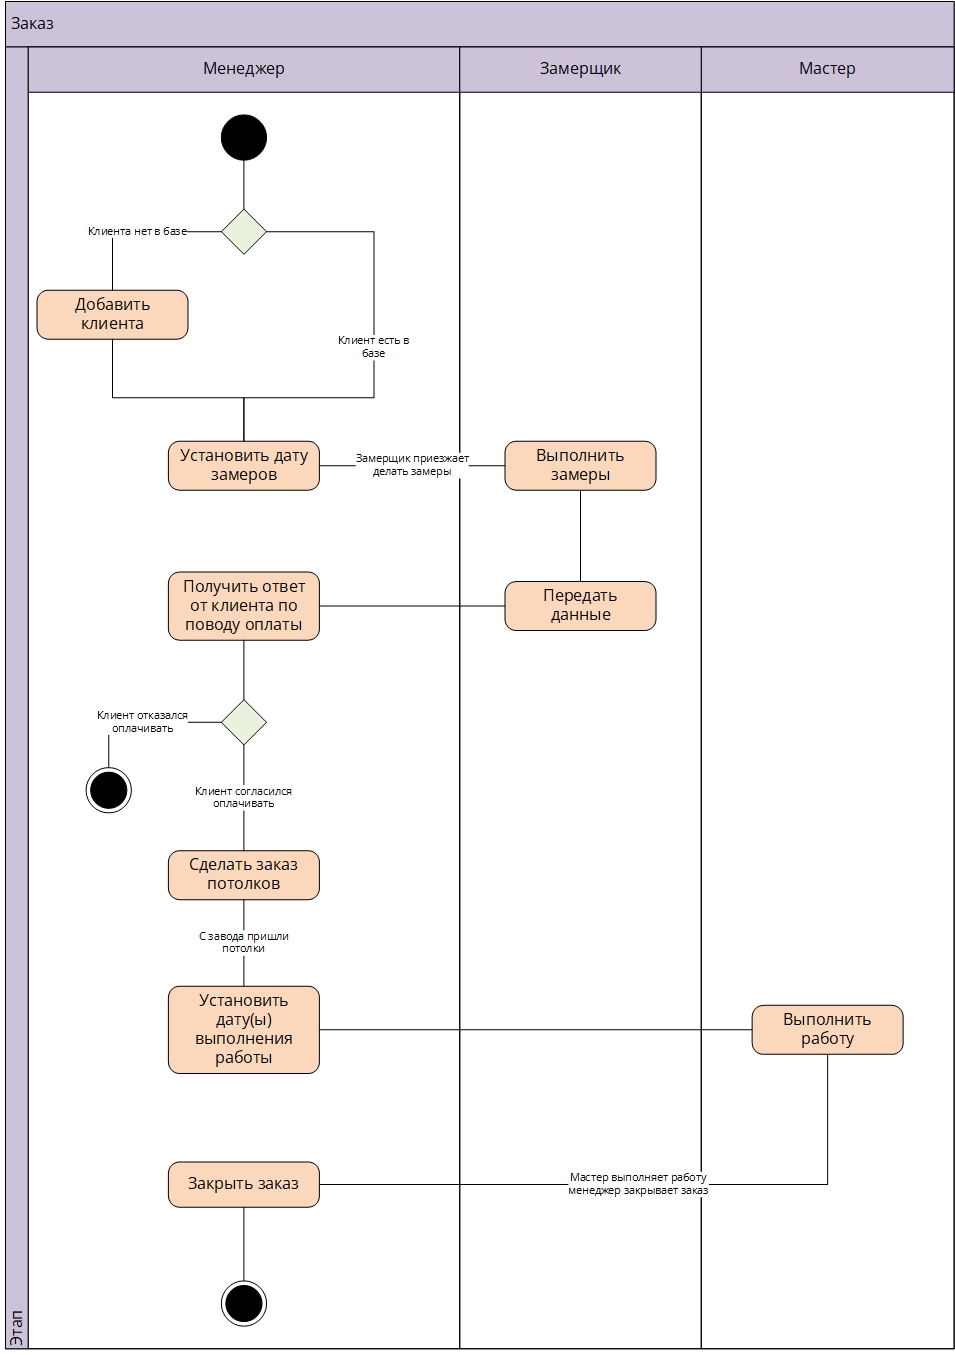 Заказ
Менеджер
Замерщик
Мастер
Клиента нет в базе
Добавить
клиента
Клиент есть в
базе
Установить дату
замеров
Замерщик приезжает
делать замеры
Выполнить
замеры
Получить ответ
от клиента по
поводу оплаты
Передать
данные
Клиент отказался
оплачивать
Клиент согласился
оплачивать
Сделать заказ
потолков
С завода пришли
потолки
Установить
дату(ы)
выполнения
работы
Выполнить
работу
Закрыть заказ
Мастер выполняет работу
менеджер закрывает заказ
Этап